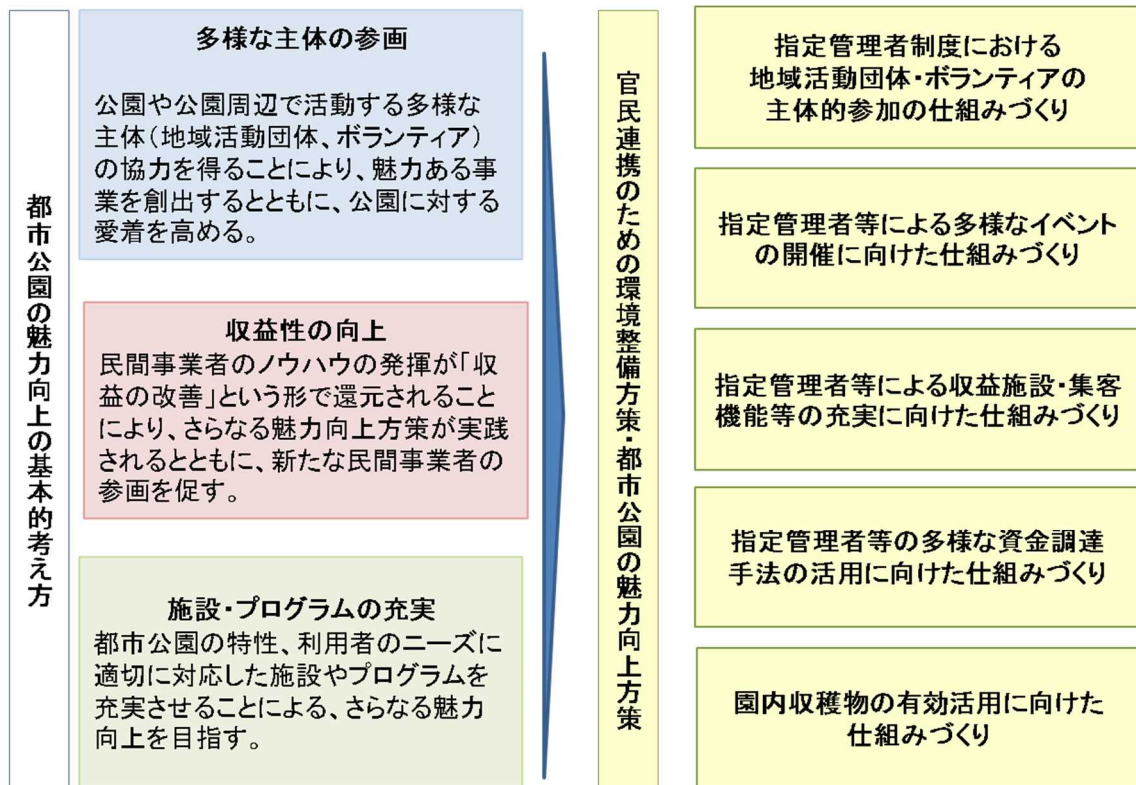 都市公園の魅力向上の基本的考え方
多様な主体の参画
公園や公園周辺で活動する多様な
主体(地域活動団体、ボランティア)
の協力を得ることにより、魅力ある事
業を創出するとともに、公園に対する
愛着を高める。
収益性の向上
民間事業者のノウハウの発揮が「収
益の改善」という形で還元されること
により、さらなる魅力向上方策が実践
されるとともに、新たな民間事業者の
参画を促す。
施設・プログラムの充実
都市公園の特性、利用者のニーズに
適切に対応した施設やプログラムを
充実させることによる、さらなる魅力
向上を目指す。
官民連携のための環境整備方策・都市公園の魅力向上方策
指定管理者制度における
地域活動団体・ボランティアの
主体的参加の仕組みづくり
指定管理者等による多様なイベント
の開催に向けた仕組みづくり
指定管理者等による収益施設・集客
機能等の充実に向けた仕組みづくり
指定管理者等の多様な資金調達
手法の活用に向けた仕組みづくり
園内収穫物の有効活用に向けた
仕組みづくり